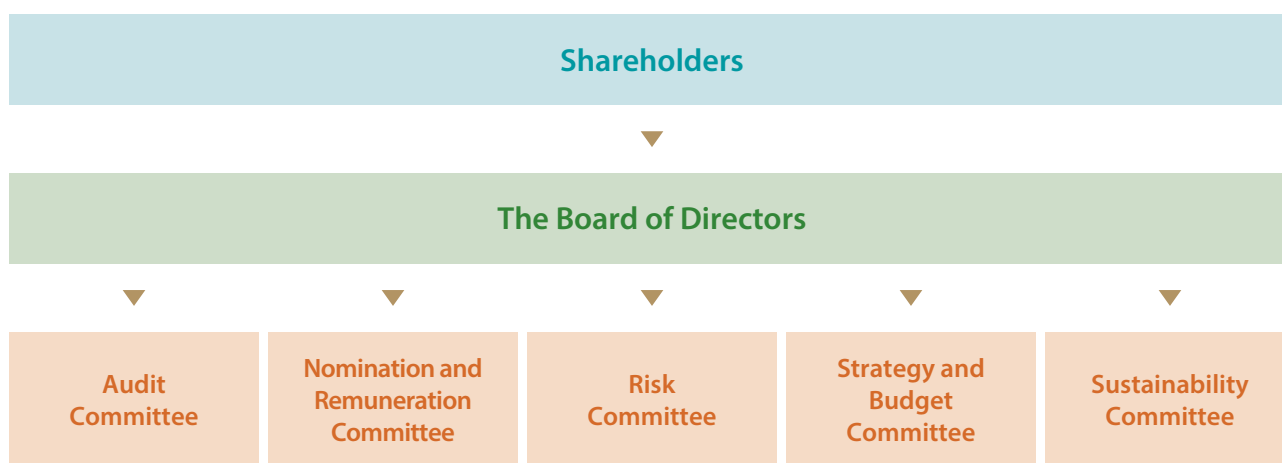 Shareholders
The Board of Directors
Audit
Committee
Nomination and
Remuneration
Committee
Risk
Committee
Strategy and
Budget
Committee
Sustainability
Committee